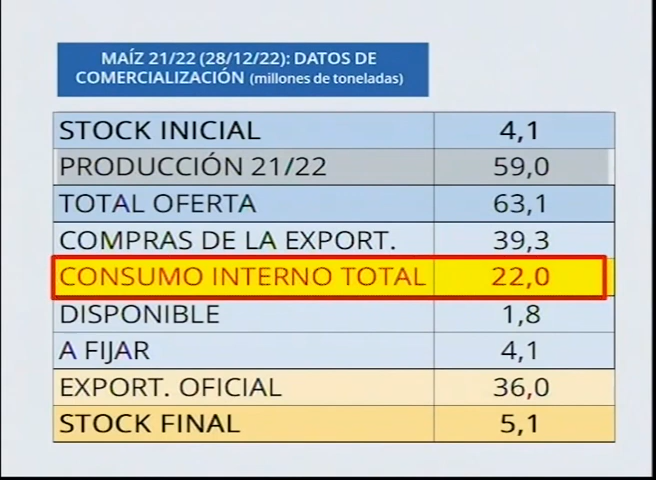 MAÍZ 21/22 (28/12/22): DATOS DE
COMERCIALIZACIÓN (millones de toneladas)
STOCK INICIAL 4,1
PRODUCCIÓN 21/22 59,0
TOTAL OFERTA 63,1
COMPRAS DE LA EXPORT. 39,3
CONSUMO INTERNO TOTAL 22,0
DISPONIBLE 1,8
A FIJAR 4,1
EXPORT. OFICIAL 36,0
STOCK FINAL 5,1